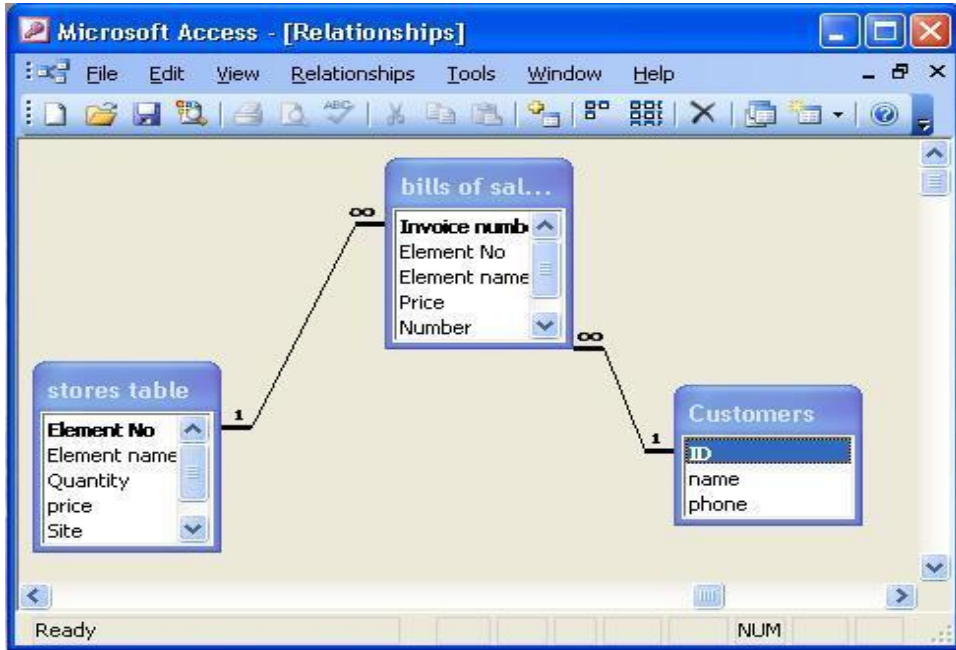 Microsoft Access - [Relationships]
File Edit View Relationships Tools Window Help
ABC
bills of sal...
Invoice numb
Element No
Element name
Price
Number
∞
∞
stores table
1
Element No
Element name
Quantity
price
Site
Customers
1
ID
name
phone
Ready
NUM